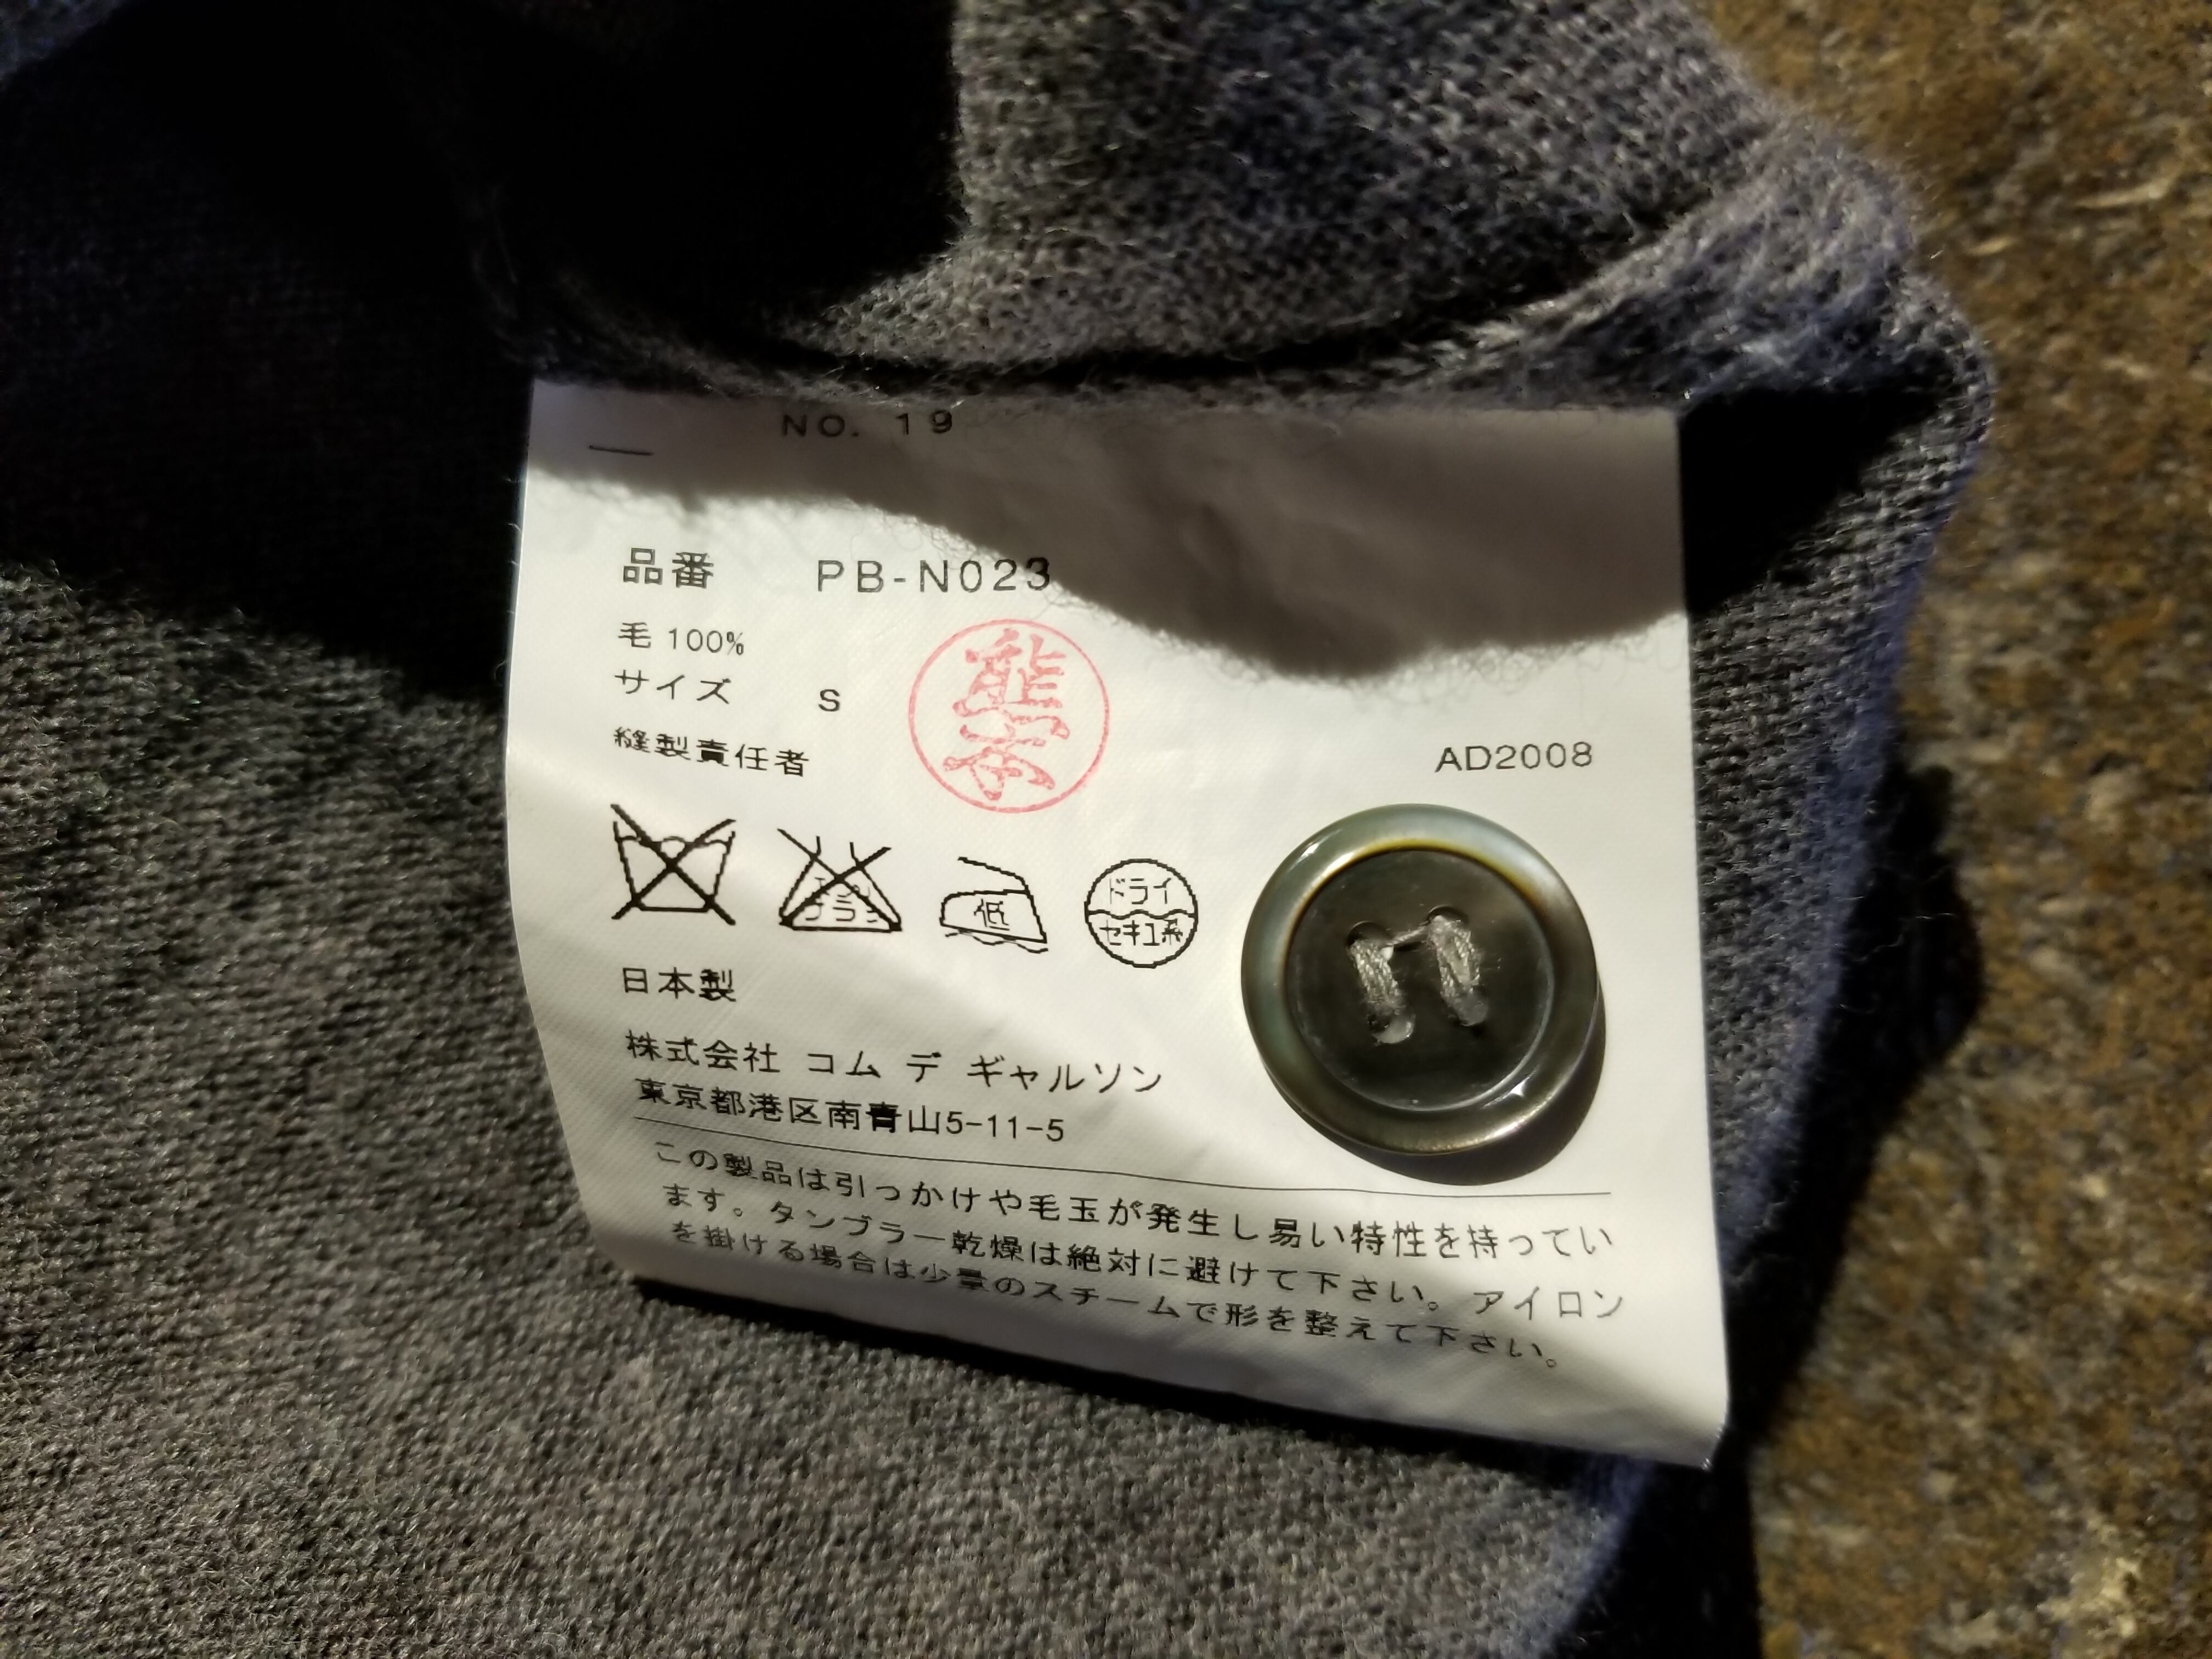 NO. 19
品番 PB-N023
毛 100%
サイズ S
縫製責任者
熊木
AD2008
低
ドライ
セキユ系
日本製
株式会社 コム デ ギャルソン
東京都港区南青山5-11-5
この製品は引っかけや毛玉が発生し易い特性を持ってい
ます。タンブラー乾燥は絶対に避けて下さい。アイロン
を掛ける場合は少量のスチームで形を整えて下さい。